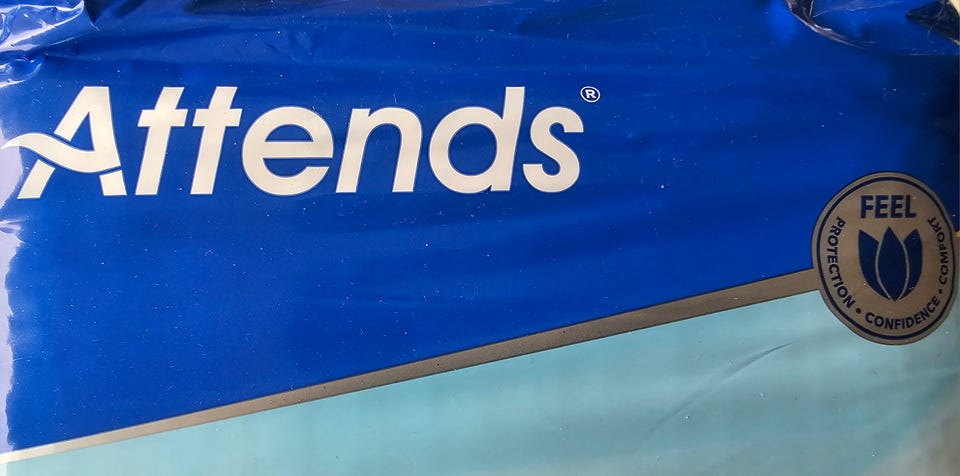 Attends®
FEEL
PROTECTION • CONFIDENCE • COMFORT